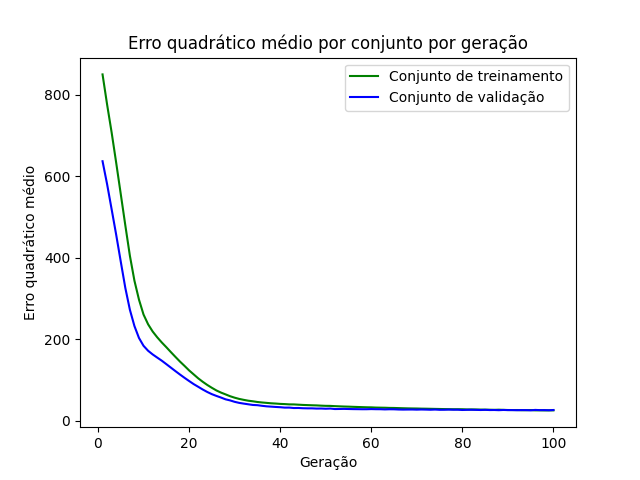 Erro quadrático médio por conjunto por geração
Conjunto de treinamento
Conjunto de validação
Erro quadrático médio
800
600
400
200
0
0 20 40 60 80 100
Geração